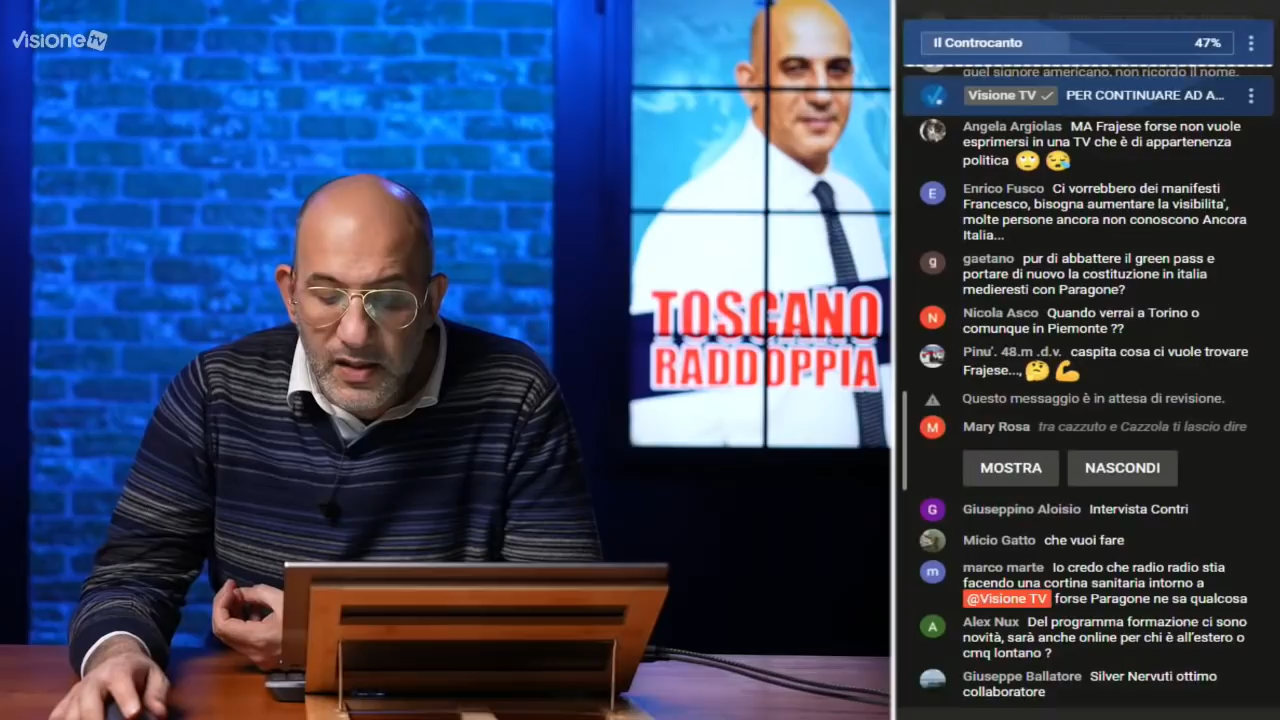 Visione tv
TOSCANO
RADDOPPIA
Il Controcanto 47%
quel signore americano, non ricordo il nome.
Visione TV PER CONTINUARE AD A...
Angela Argiolas MA Frajese forse non vuole
esprimersi in una TV che è di appartenenza
politica 🙄 😪
Enrico Fusco Ci vorrebbero dei manifesti
Francesco, bisogna aumentare la visibilita',
molte persone ancora non conoscono Ancora
Italia...
gaetano pur di abbattere il green pass e
portare di nuovo la costituzione in italia
medieresti con Paragone?
Nicola Asco Quando verrai a Torino o
comunque in Piemonte ??
Pinu'. 48.m .d.v. caspita cosa ci vuole trovare
Frajese..., 🤔 💪
Questo messaggio è in attesa di revisione.
Mary Rosa tra cazzuto e Cazzola ti lascio dire
MOSTRA NASCONDI
Giuseppino Aloisio Intervista Contri
Micio Gatto che vuoi fare
marco marte Io credo che radio radio stia
facendo una cortina sanitaria intorno a
@Visione TV forse Paragone ne sa qualcosa
Alex Nux Del programma formazione ci sono
novità, sarà anche online per chi è all'estero o
cmq lontano ?
Giuseppe Ballatore Silver Nervuti ottimo
collaboratore